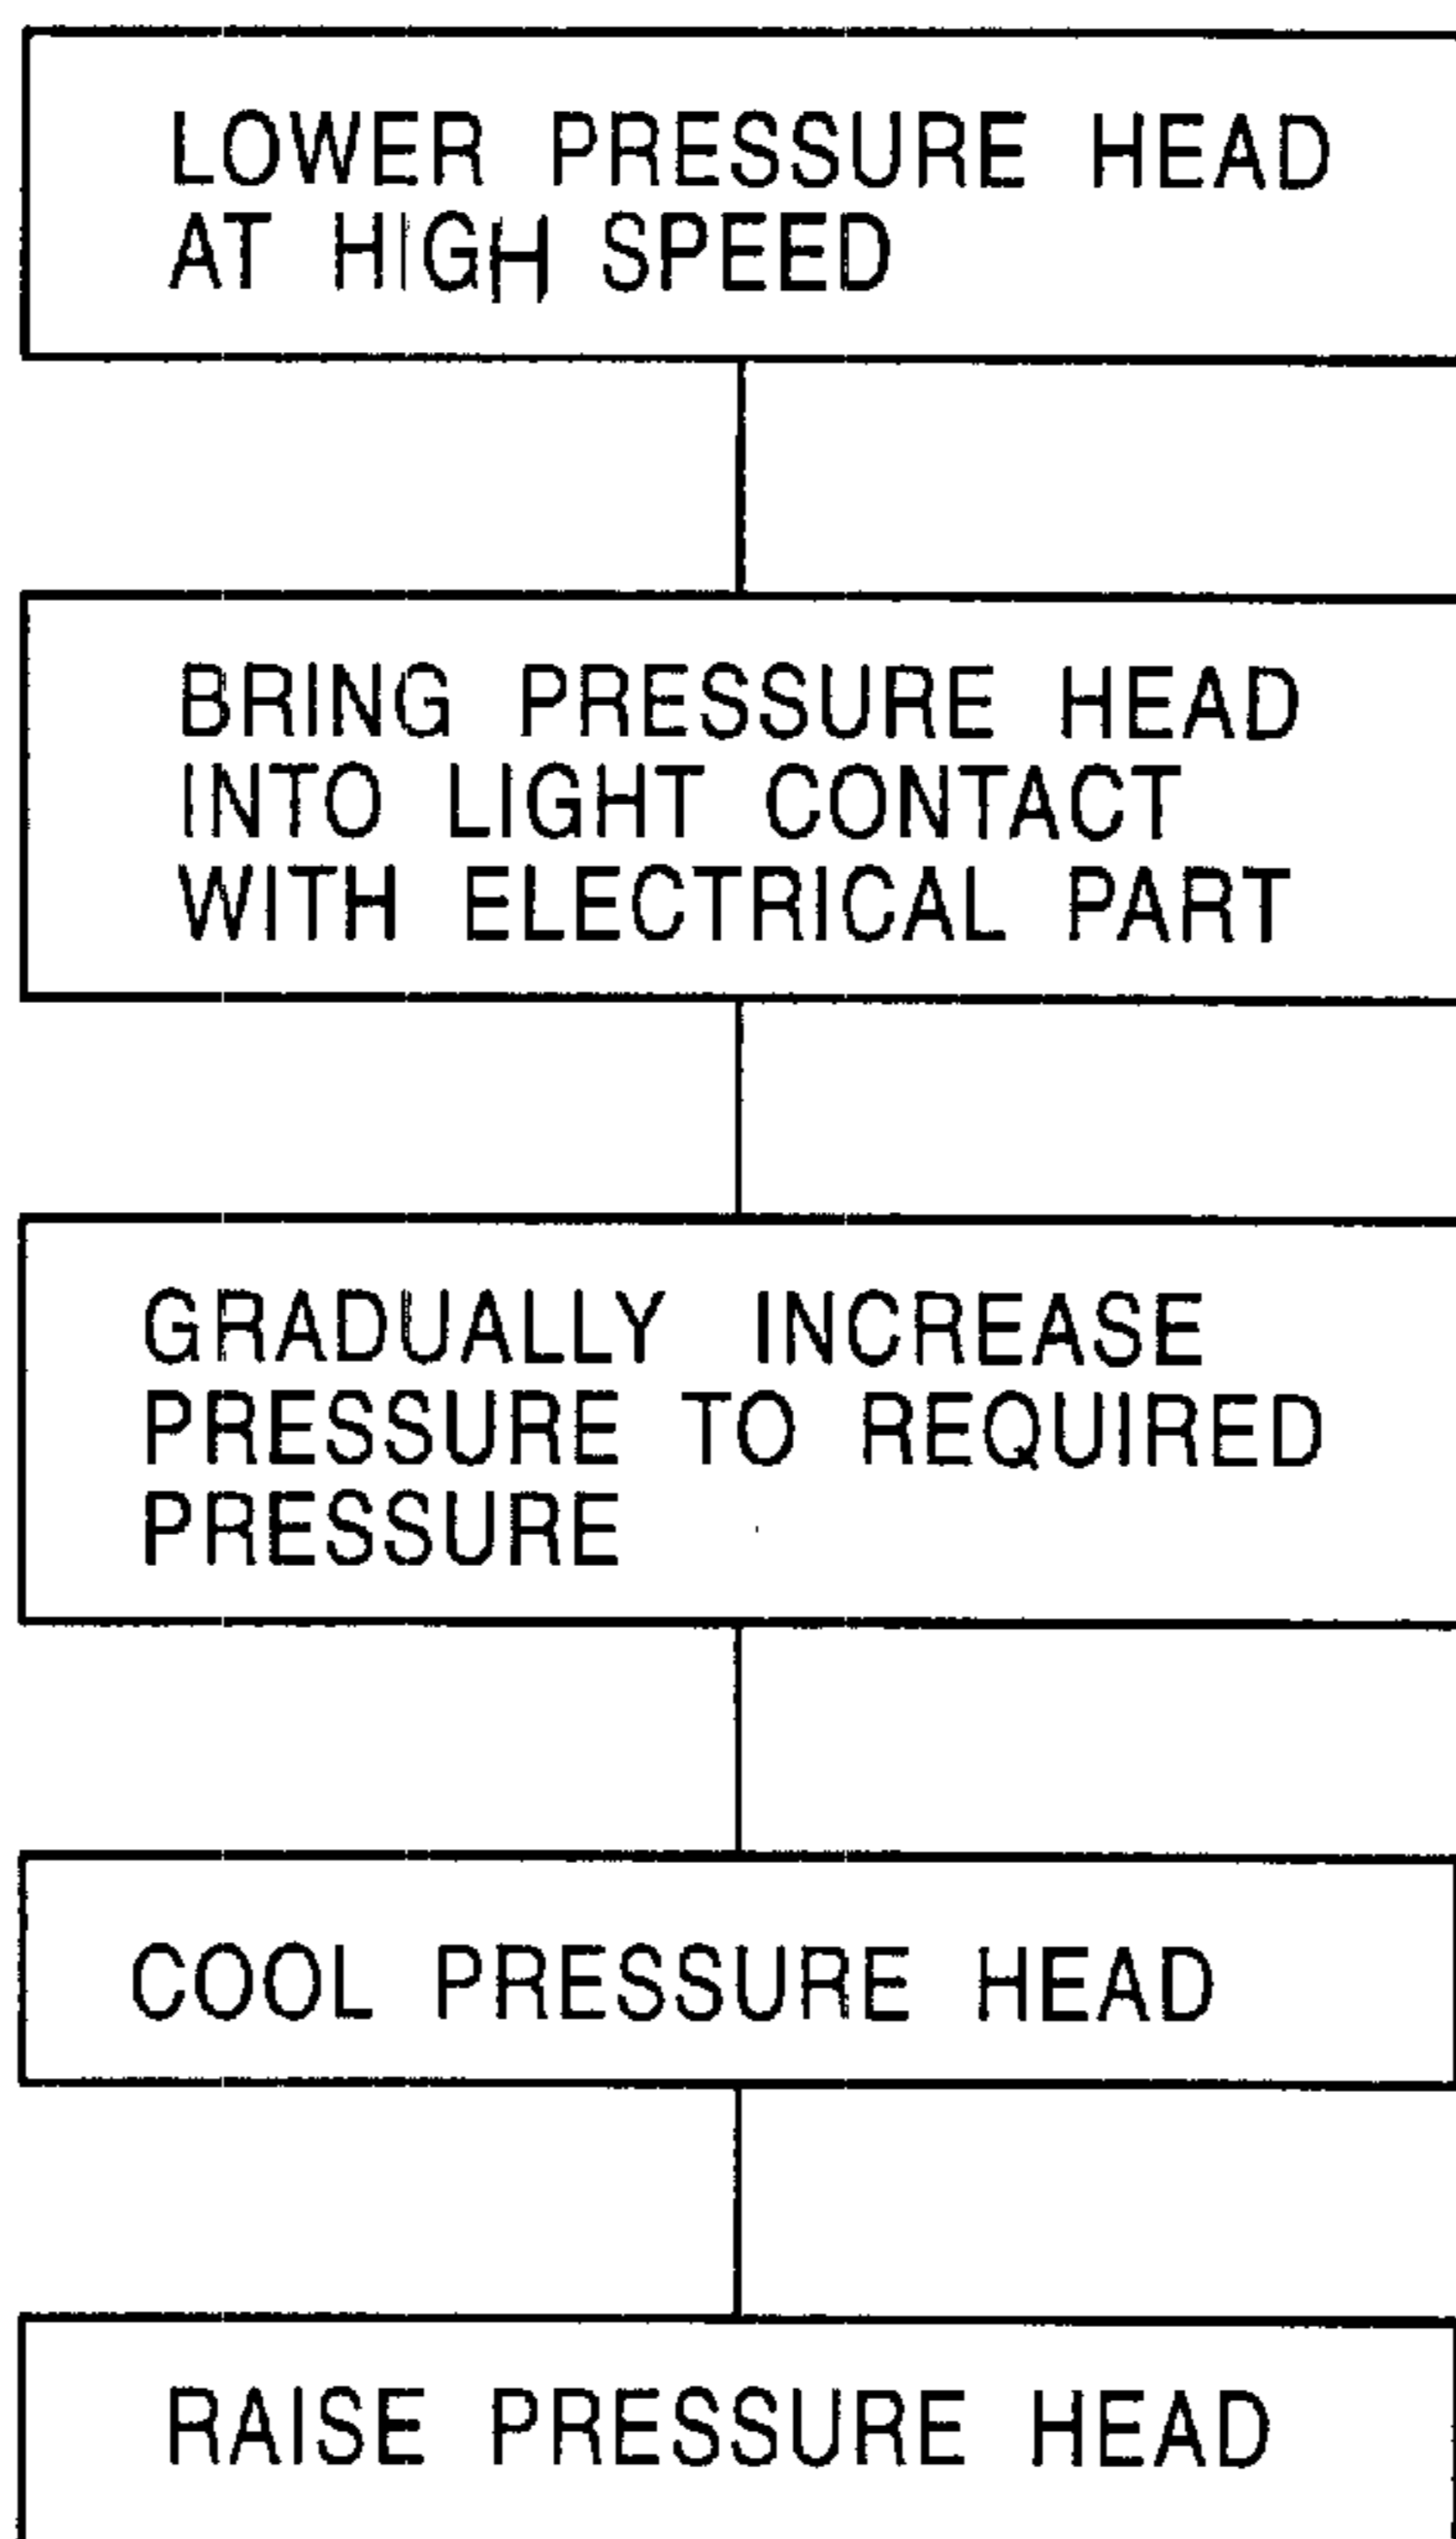 LOWER PRESSURE HEAD
AT HIGH SPEED
BRING PRESSURE HEAD
INTO LIGHT CONTACT
WITH ELECTRICAL PART
GRADUALLY INCREASE
PRESSURE TO REQUIRED
PRESSURE
COOL PRESSURE HEAD
RAISE PRESSURE HEAD